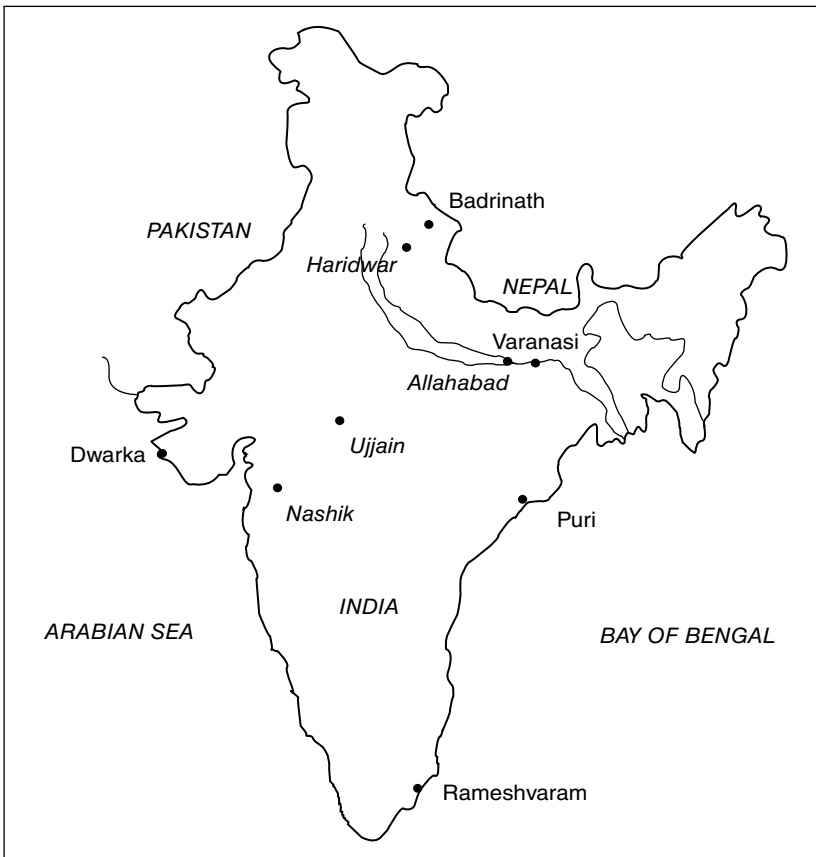 Badrinath
PAKISTAN
Haridwar
NEPAL
Varanasi
Allahabad
Ujjain
Dwarka
Nashik
Puri
INDIA
ARABIAN SEA
BAY OF BENGAL
Rameshvaram